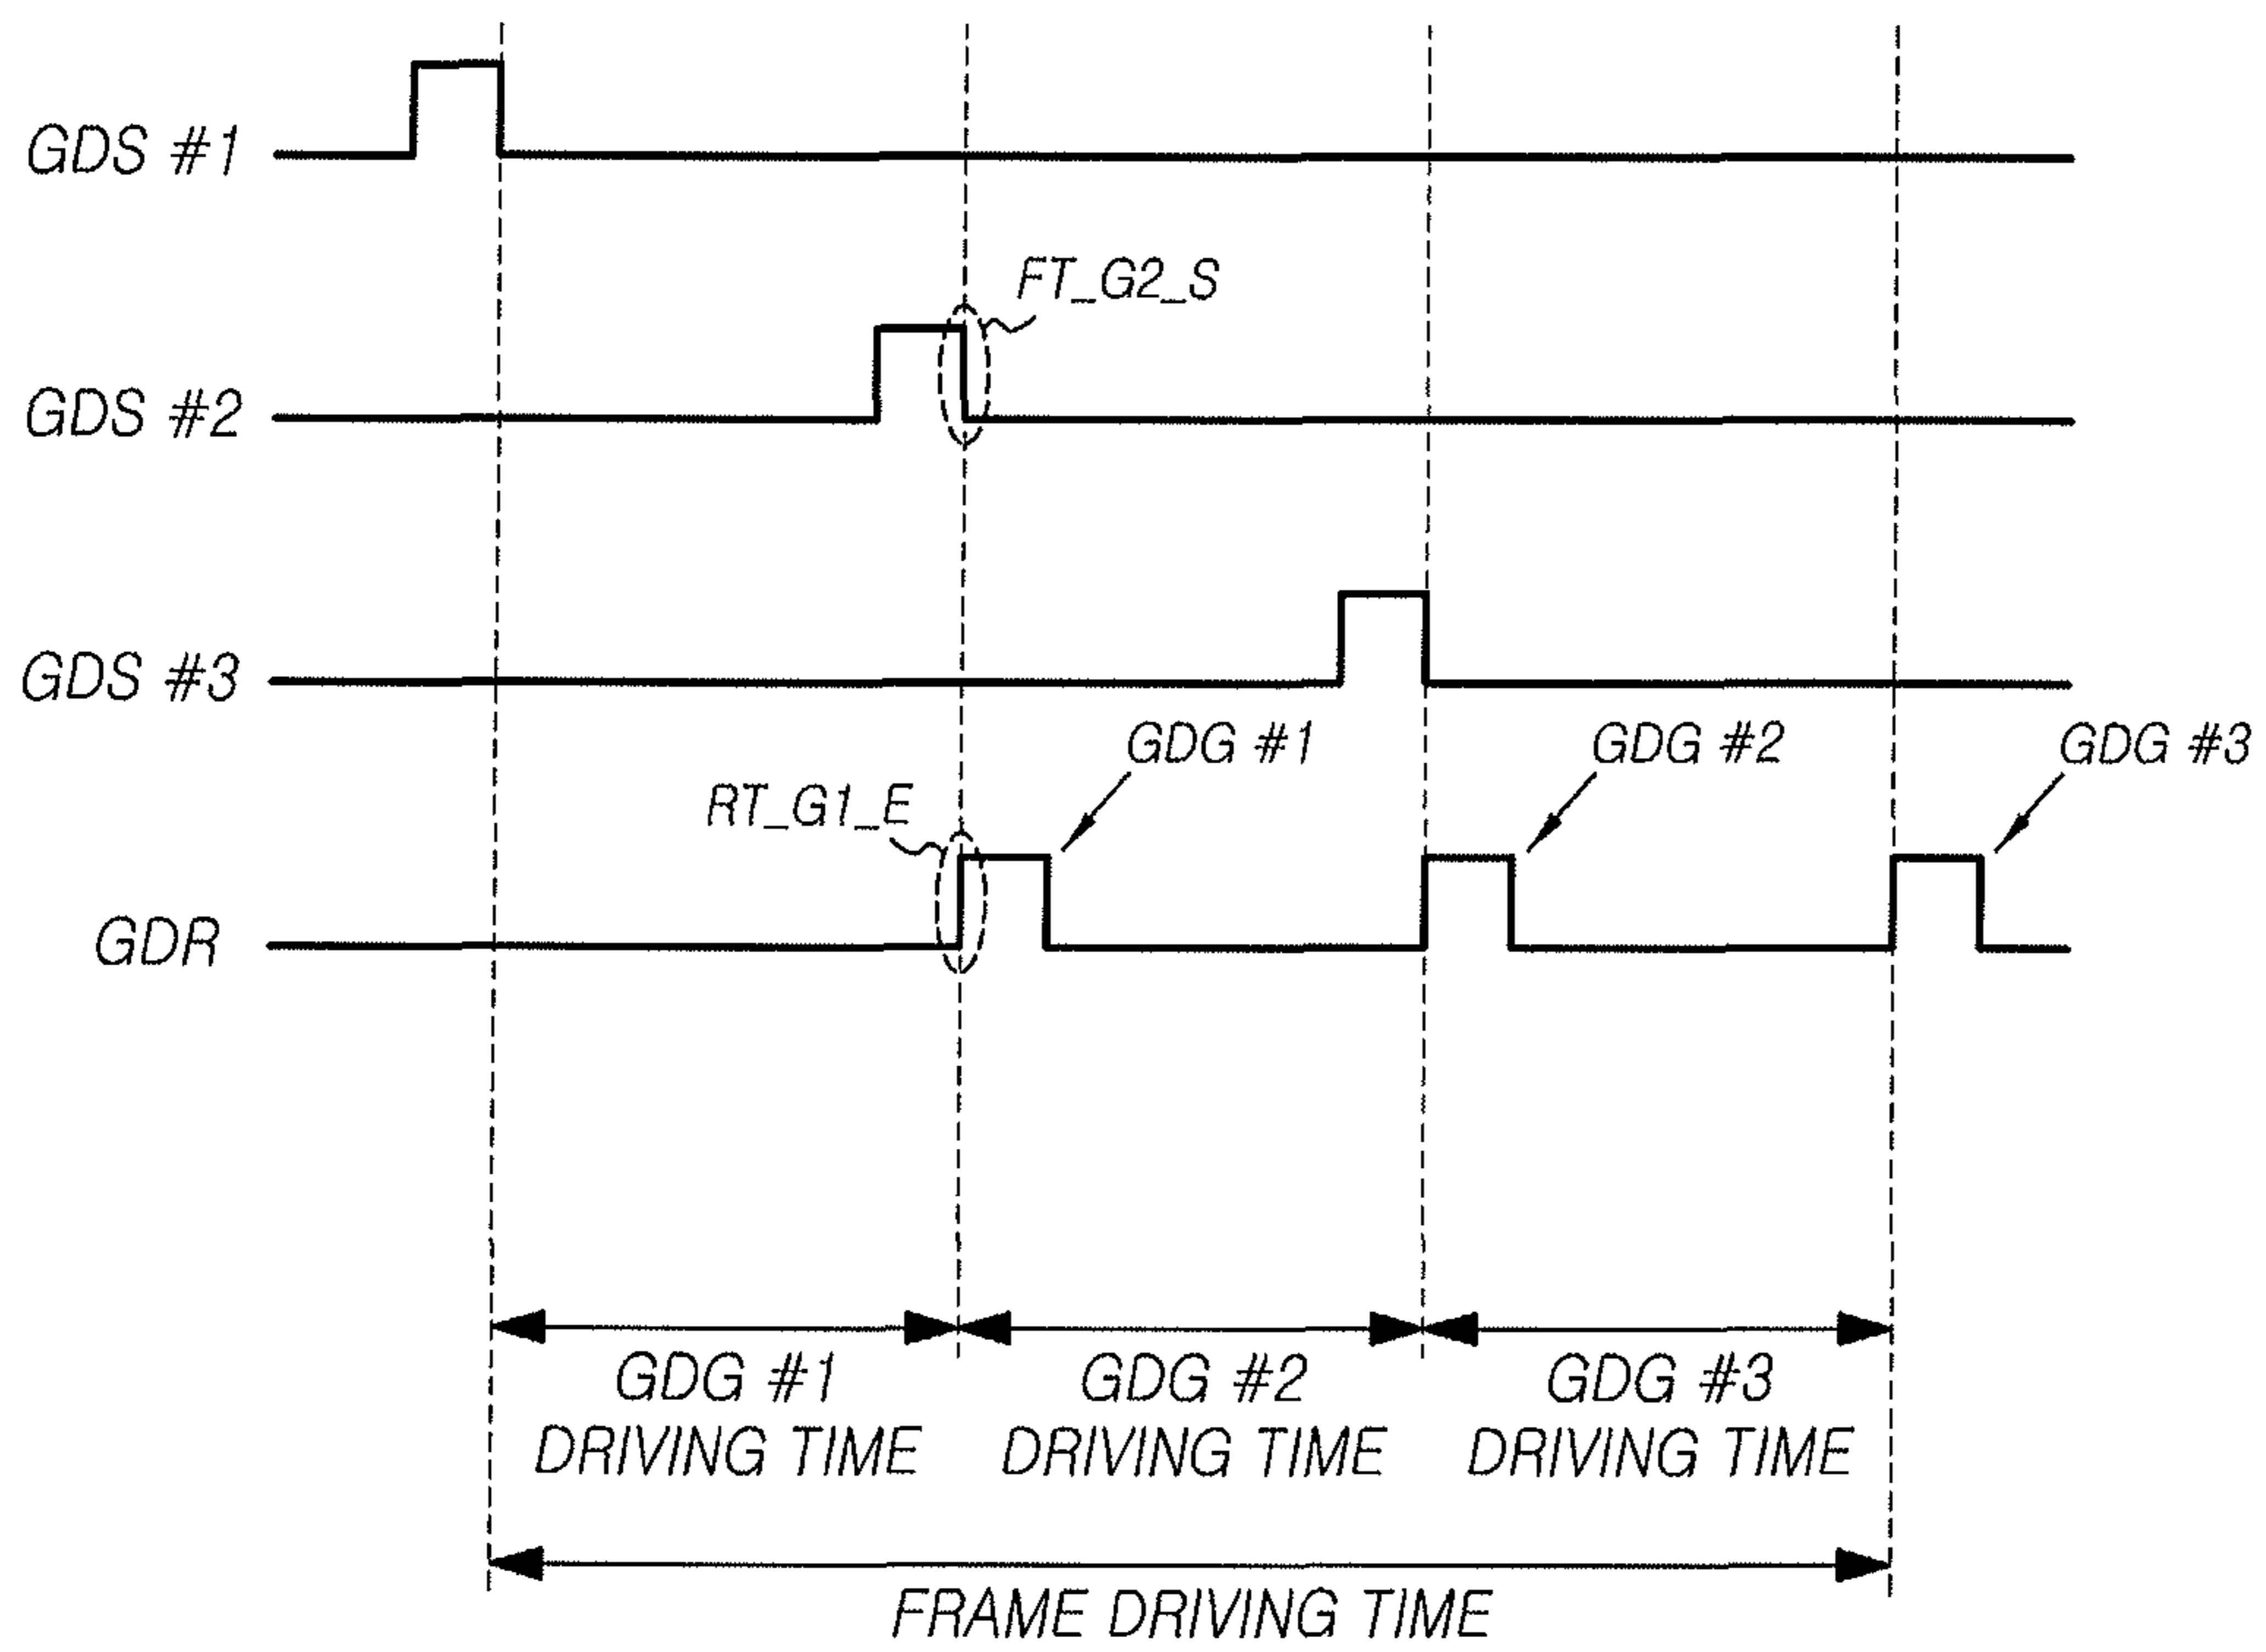 GDS #1
FT_G2_S
GDS #2
GDS #3
GDG #1
GDG #2
GDG #3
RT_G1_E
GDR
GDG #1
DRIVING TIME
GDG #2
DRIVING TIME
GDG #3
DRIVING TIME
FRAME DRIVING TIME